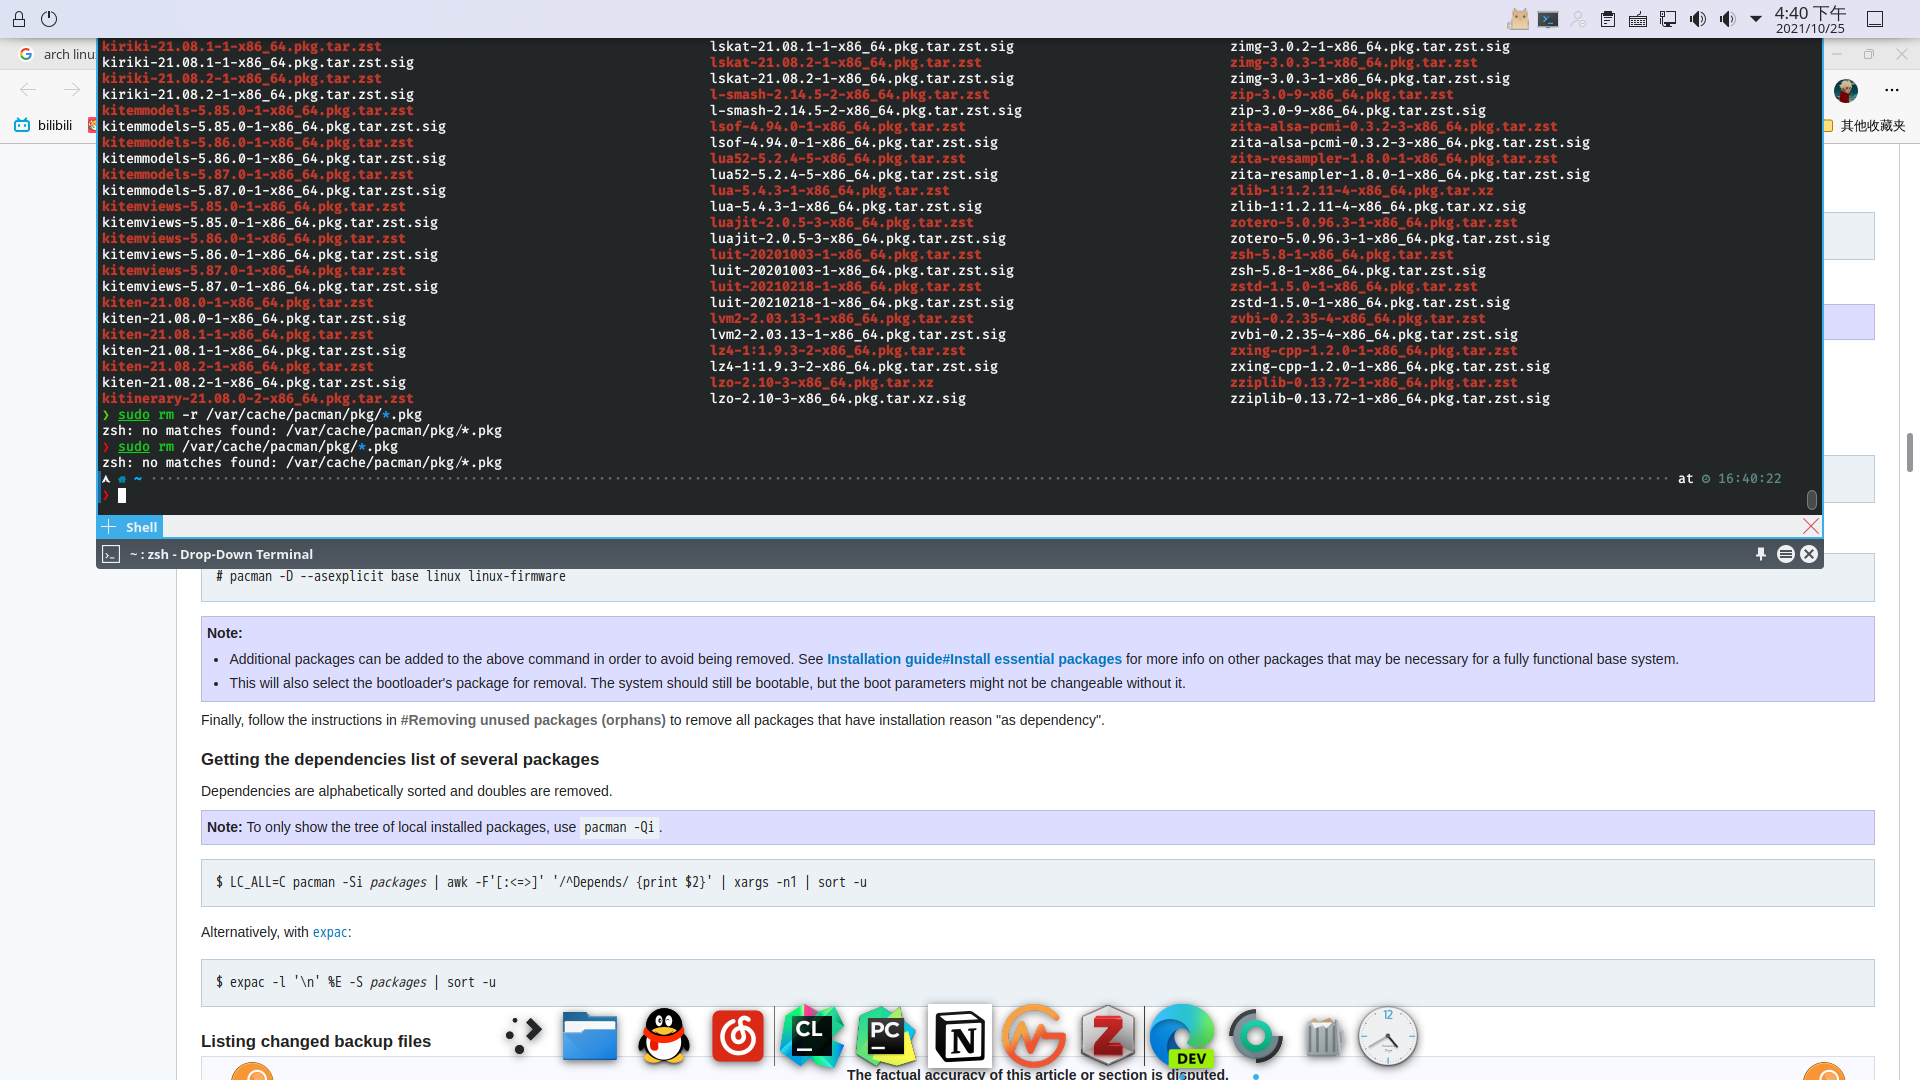 4:40 下午
2021/10/25
arch linu
bilibili
其他收藏夹
kiriki-21.08.1-1-x86_64.pkg.tar.zst
kiriki-21.08.1-1-x86_64.pkg.tar.zst.sig
kiriki-21.08.2-1-x86_64.pkg.tar.zst
kiriki-21.08.2-1-x86_64.pkg.tar.zst.sig
kitemmodels-5.85.0-1-x86_64.pkg.tar.zst
kitemmodels-5.85.0-1-x86_64.pkg.tar.zst.sig
kitemmodels-5.86.0-1-x86_64.pkg.tar.zst
kitemmodels-5.86.0-1-x86_64.pkg.tar.zst.sig
kitemmodels-5.87.0-1-x86_64.pkg.tar.zst
kitemmodels-5.87.0-1-x86_64.pkg.tar.zst.sig
kitemviews-5.85.0-1-x86_64.pkg.tar.zst
kitemviews-5.85.0-1-x86_64.pkg.tar.zst.sig
kitemviews-5.86.0-1-x86_64.pkg.tar.zst
kitemviews-5.86.0-1-x86_64.pkg.tar.zst.sig
kitemviews-5.87.0-1-x86_64.pkg.tar.zst
kitemviews-5.87.0-1-x86_64.pkg.tar.zst.sig
kiten-21.08.0-1-x86_64.pkg.tar.zst
kiten-21.08.0-1-x86_64.pkg.tar.zst.sig
kiten-21.08.1-1-x86_64.pkg.tar.zst
kiten-21.08.1-1-x86_64.pkg.tar.zst.sig
kiten-21.08.2-1-x86_64.pkg.tar.zst
kiten-21.08.2-1-x86_64.pkg.tar.zst.sig
kitinerary-21.08.0-2-x86_64.pkg.tar.zst
lskat-21.08.1-1-x86_64.pkg.tar.zst.sig
lskat-21.08.2-1-x86_64.pkg.tar.zst
lskat-21.08.2-1-x86_64.pkg.tar.zst.sig
l-smash-2.14.5-2-x86_64.pkg.tar.zst
l-smash-2.14.5-2-x86_64.pkg.tar.zst.sig
lsof-4.94.0-1-x86_64.pkg.tar.zst
lsof-4.94.0-1-x86_64.pkg.tar.zst.sig
lua52-5.2.4-5-x86_64.pkg.tar.zst
lua52-5.2.4-5-x86_64.pkg.tar.zst.sig
lua-5.4.3-1-x86_64.pkg.tar.zst
lua-5.4.3-1-x86_64.pkg.tar.zst.sig
luajit-2.0.5-3-x86_64.pkg.tar.zst
luajit-2.0.5-3-x86_64.pkg.tar.zst.sig
luit-20201003-1-x86_64.pkg.tar.zst
luit-20201003-1-x86_64.pkg.tar.zst.sig
luit-20210218-1-x86_64.pkg.tar.zst
luit-20210218-1-x86_64.pkg.tar.zst.sig
lvm2-2.03.13-1-x86_64.pkg.tar.zst
lvm2-2.03.13-1-x86_64.pkg.tar.zst.sig
lz4-1:1.9.3-2-x86_64.pkg.tar.zst
lz4-1:1.9.3-2-x86_64.pkg.tar.zst.sig
lzo-2.10-3-x86_64.pkg.tar.xz
lzo-2.10-3-x86_64.pkg.tar.xz.sig
zimg-3.0.2-1-x86_64.pkg.tar.zst.sig
zimg-3.0.3-1-x86_64.pkg.tar.zst
zimg-3.0.3-1-x86_64.pkg.tar.zst.sig
zip-3.0-9-x86_64.pkg.tar.zst
zip-3.0-9-x86_64.pkg.tar.zst.sig
zita-alsa-pcmi-0.3.2-3-x86_64.pkg.tar.zst
zita-alsa-pcmi-0.3.2-3-x86_64.pkg.tar.zst.sig
zita-resampler-1.8.0-1-x86_64.pkg.tar.zst
zita-resampler-1.8.0-1-x86_64.pkg.tar.zst.sig
zlib-1:1.2.11-4-x86_64.pkg.tar.xz
zlib-1:1.2.11-4-x86_64.pkg.tar.xz.sig
zotero-5.0.96.3-1-x86_64.pkg.tar.zst
zotero-5.0.96.3-1-x86_64.pkg.tar.zst.sig
zsh-5.8-1-x86_64.pkg.tar.zst
zsh-5.8-1-x86_64.pkg.tar.zst.sig
zstd-1.5.0-1-x86_64.pkg.tar.zst
zstd-1.5.0-1-x86_64.pkg.tar.zst.sig
zvbi-0.2.35-4-x86_64.pkg.tar.zst
zvbi-0.2.35-4-x86_64.pkg.tar.zst.sig
zxing-cpp-1.2.0-1-x86_64.pkg.tar.zst
zxing-cpp-1.2.0-1-x86_64.pkg.tar.zst.sig
zziplib-0.13.72-1-x86_64.pkg.tar.zst
zziplib-0.13.72-1-x86_64.pkg.tar.zst.sig
❯ sudo rm -r /var/cache/pacman/pkg/*.pkg
zsh: no matches found: /var/cache/pacman/pkg/*.pkg
❯ sudo rm /var/cache/pacman/pkg/*.pkg
zsh: no matches found: /var/cache/pacman/pkg/*.pkg
~ at 16:40:22
❯
Shell
~ : zsh - Drop-Down Terminal
# pacman -D --asexplicit base linux linux-firmware
Note:
• Additional packages can be added to the above command in order to avoid being removed. See Installation guide#Install essential packages for more info on other packages that may be necessary for a fully functional base system.
• This will also select the bootloader's package for removal. The system should still be bootable, but the boot parameters might not be changeable without it.
Finally, follow the instructions in #Removing unused packages (orphans) to remove all packages that have installation reason "as dependency".
Getting the dependencies list of several packages
Dependencies are alphabetically sorted and doubles are removed.
Note: To only show the tree of local installed packages, use pacman -Qi.
$ LC_ALL=C pacman -Si packages | awk -F'[:<=>]' '/^Depends/ {print $2}' | xargs -n1 | sort -u
Alternatively, with expac:
$ expac -l '\n' %E -S packages | sort -u
Listing changed backup files
The factual accuracy of this article or section is disputed.
CL
PC
N
Z
DEV
12